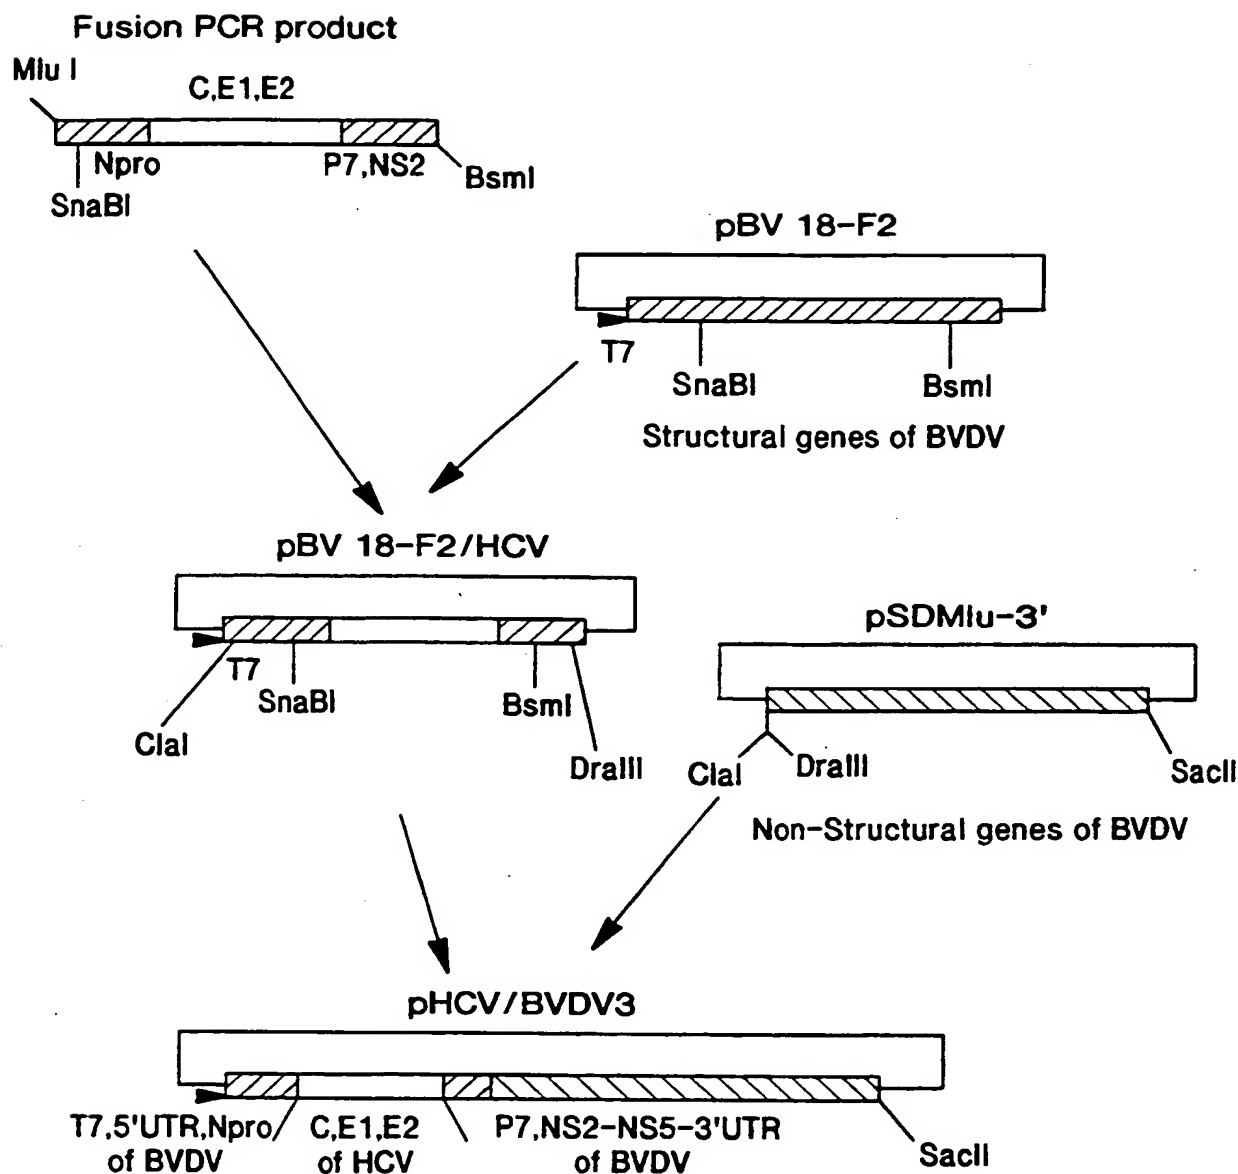 Fusion PCR product
Mlu I
C,E1,E2
Npro
P7,NS2
BsmI
SnaBI
pBV 18-F2
T7
SnaBI
BsmI
Structural genes of BVDV
pBV 18-F2/HCV
T7
SnaBI
BsmI
ClaI
DraIII
pSDMlu-3'
ClaI
DraIII
SacII
Non-Structural genes of BVDV
pHCV/BVDV3
T7,5'UTR,Npro
of BVDV
C,E1,E2
of HCV
P7,NS2-NS5-3'UTR
of BVDV
SacII